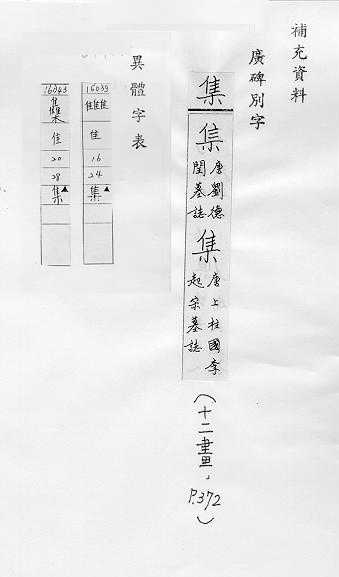 補充資料
廣碑別字
集
集
唐劉德
閏墓誌
集
唐上柱國李
起宗墓誌
(十二畫，P.372)
異體字表
16039
雥
隹
16
24
集▲
16043
雧
隹
20
28
集▲